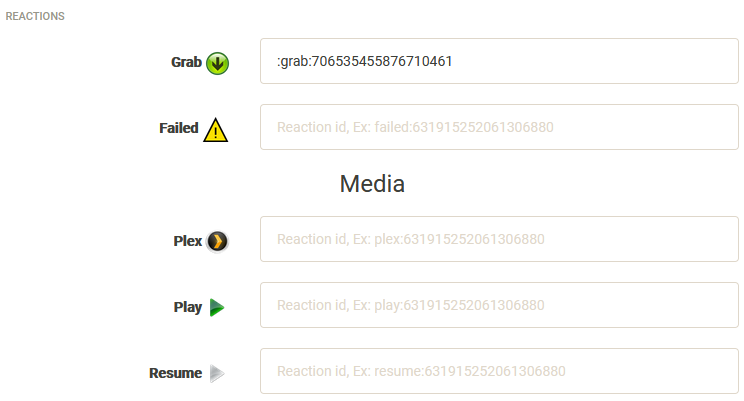 REACTIONS
Grab :grab:706535455876710461
Failed Reaction id, Ex: failed:631915252061306880
Media
Plex Reaction id, Ex: plex:631915252061306880
Play Reaction id, Ex: play:631915252061306880
Resume Reaction id, Ex: resume:631915252061306880